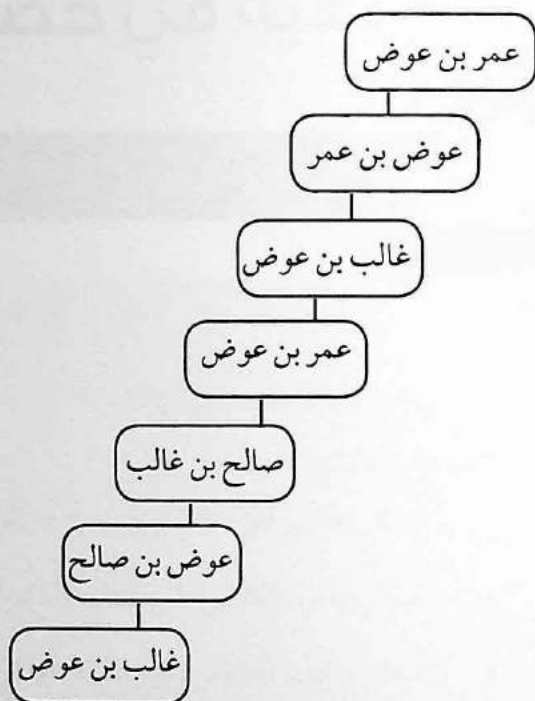 عمر بن عوض
عوض بن عمر
غالب بن عوض
عمر بن عوض
صالح بن غالب
عوض بن صالح
غالب بن عوض